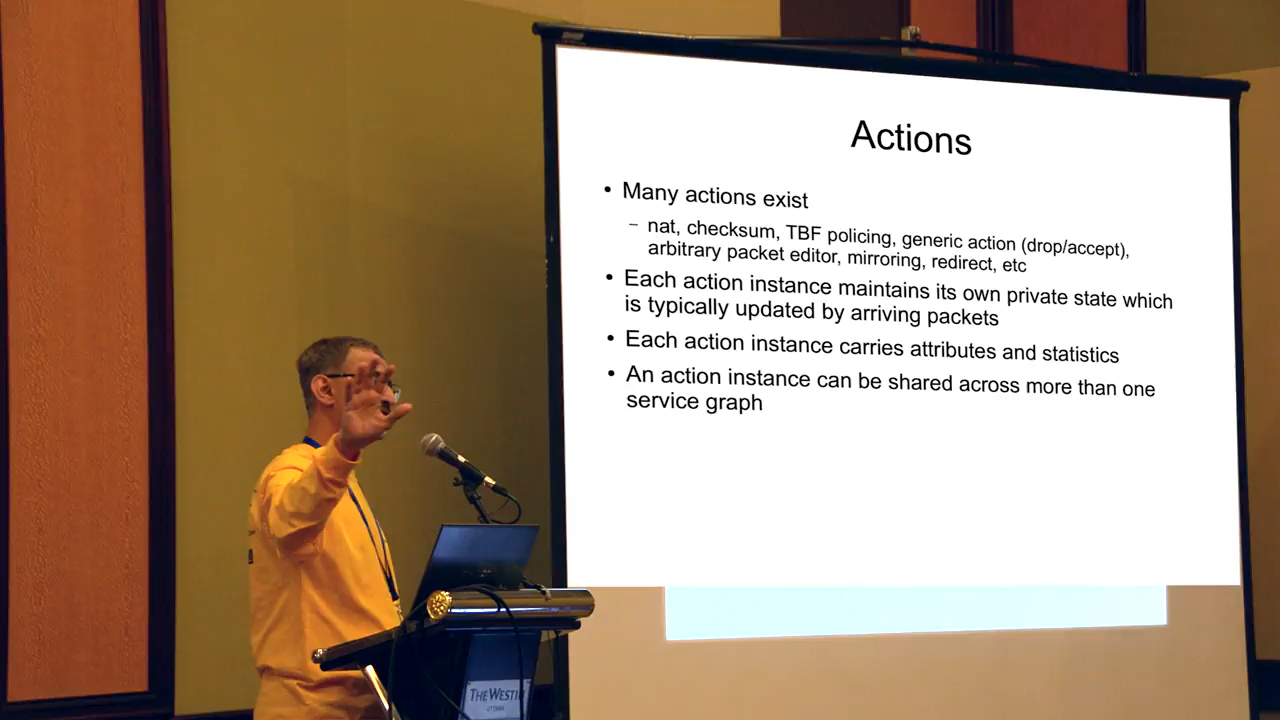 Actions
• Many actions exist
– nat, checksum, TBF policing, generic action (drop/accept),
arbitrary packet editor, mirroring, redirect, etc
• Each action instance maintains its own private state which
is typically updated by arriving packets
• Each action instance carries attributes and statistics
• An action instance can be shared across more than one
service graph
THE WESTIN
OTTAWA